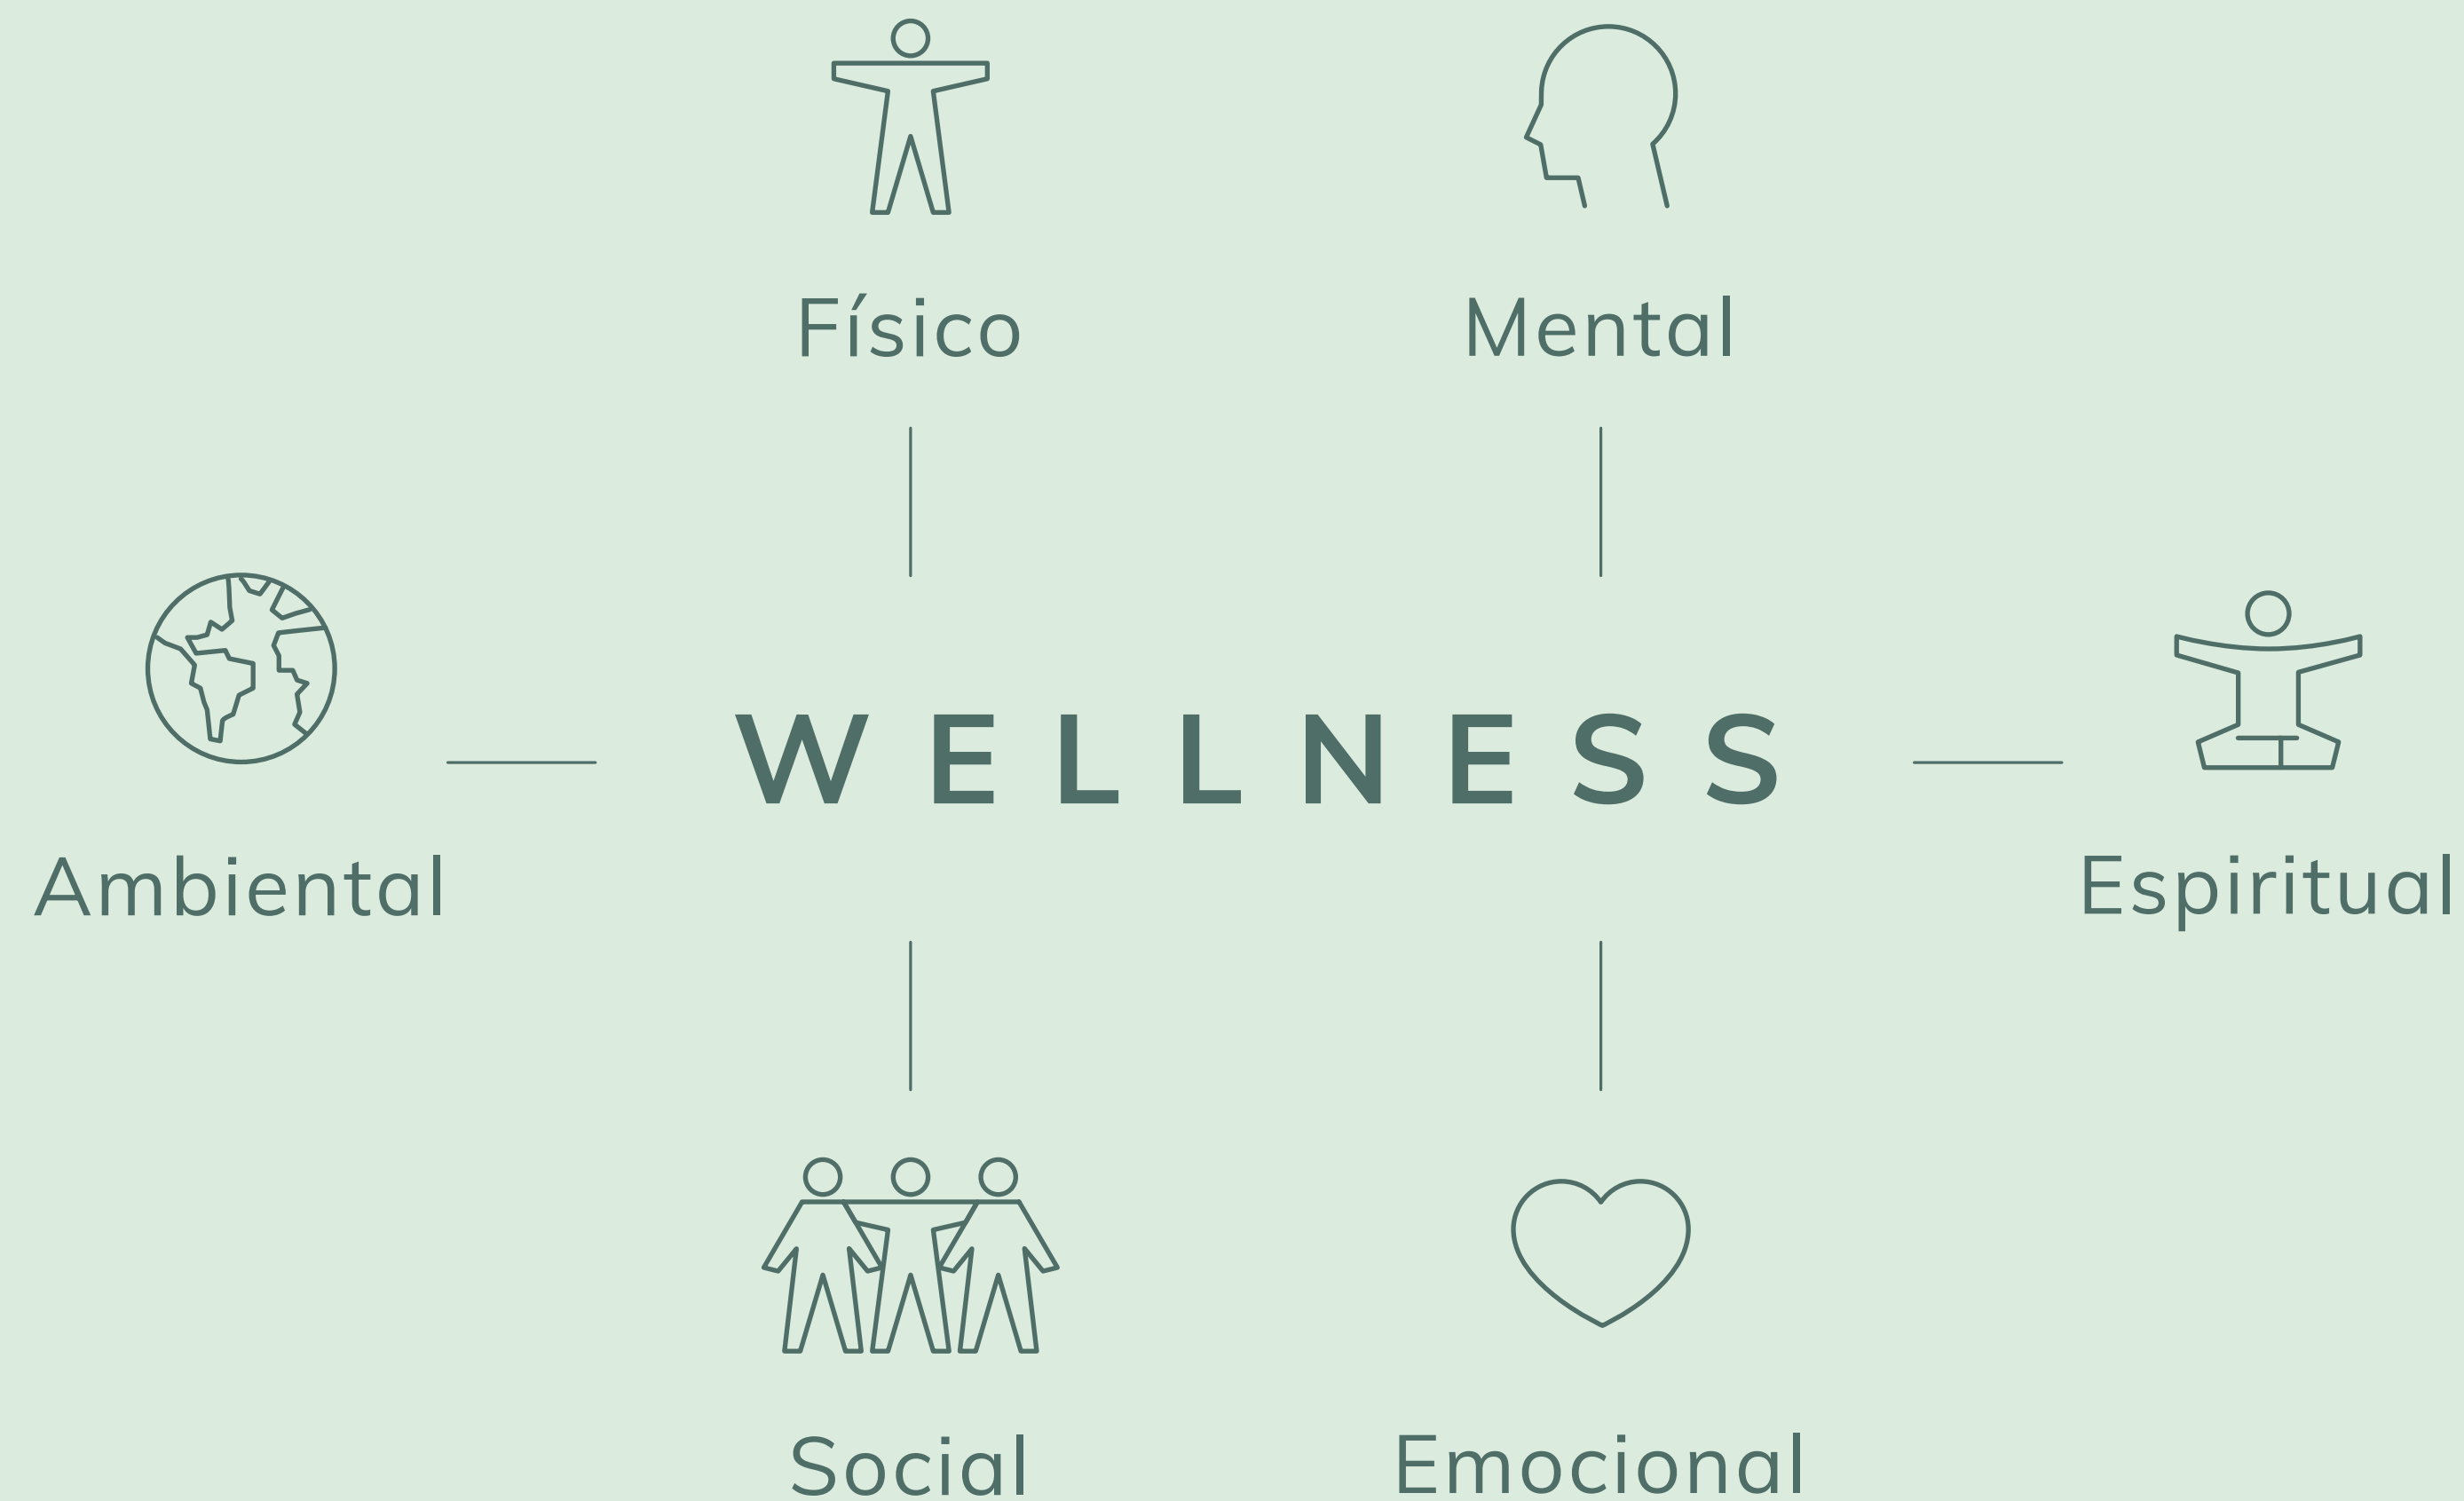 Físico
Mental
WELLNESS
Ambiental
Espiritual
Social
Emocional